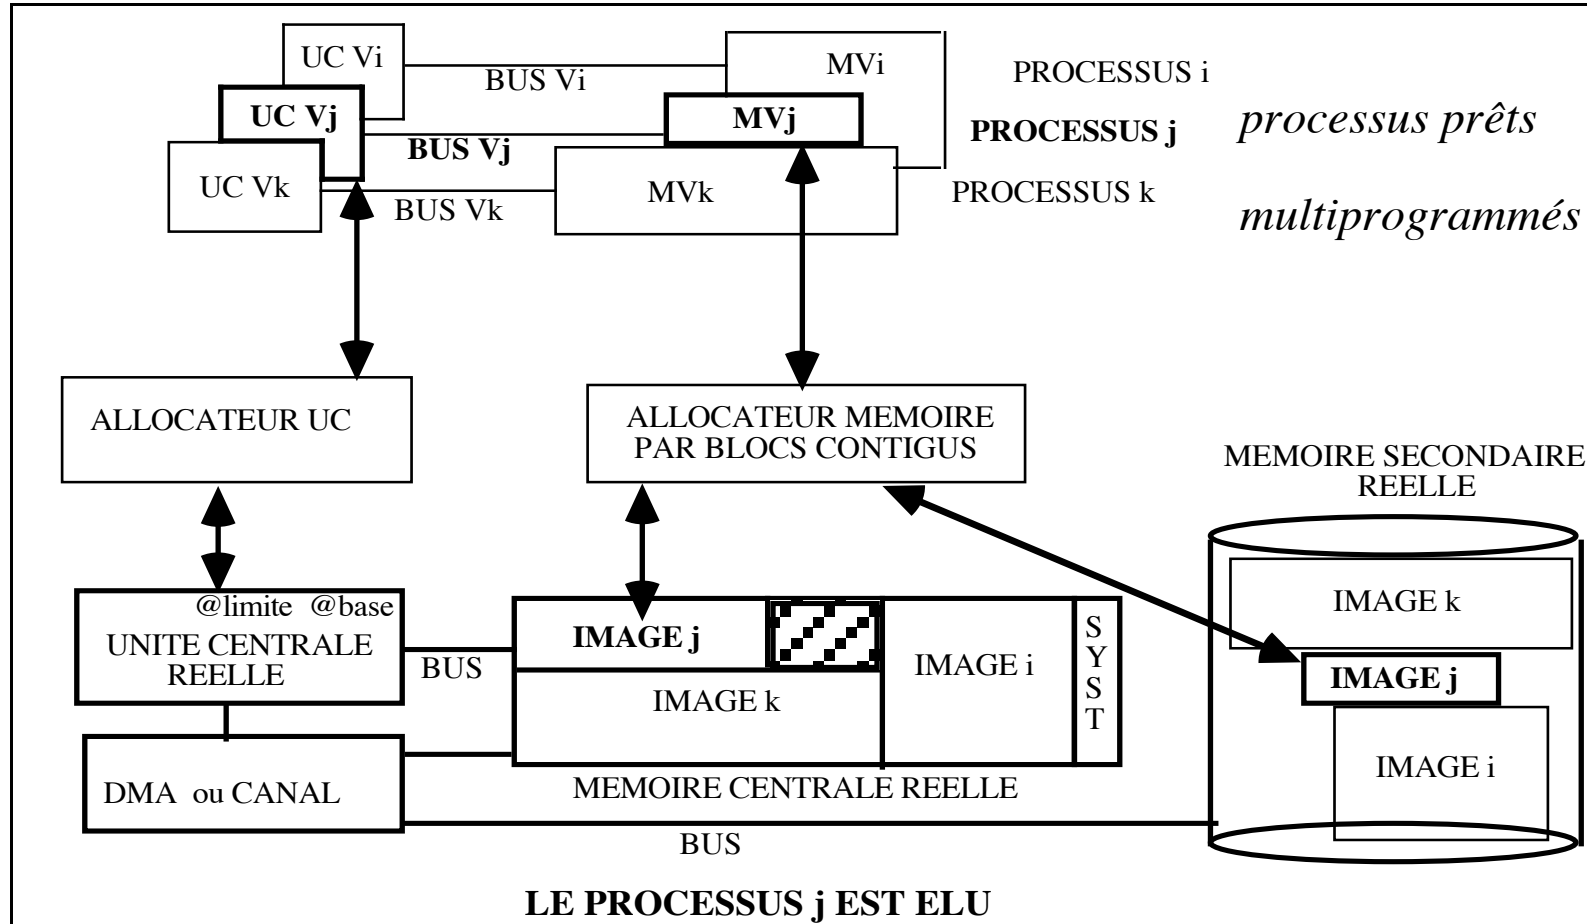 UC Vi
BUS Vi
MVi
PROCESSUS i
UC Vj
BUS Vj
MVj
PROCESSUS j
processus prêts
UC Vk
BUS Vk
MVk
PROCESSUS k
multiprogrammés
ALLOCATEUR UC
ALLOCATEUR MEMOIRE
PAR BLOCS CONTIGUS
MEMOIRE SECONDAIRE
REELLE
@limite @base
UNITE CENTRALE
REELLE
BUS
IMAGE j
IMAGE k
IMAGE i
SYST
IMAGE k
IMAGE j
IMAGE i
DMA ou CANAL
MEMOIRE CENTRALE REELLE
BUS
LE PROCESSUS j EST ELU